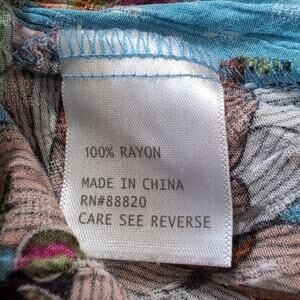 100% RAYON
MADE IN CHINA
RN#88820
CARE SEE REVERSE